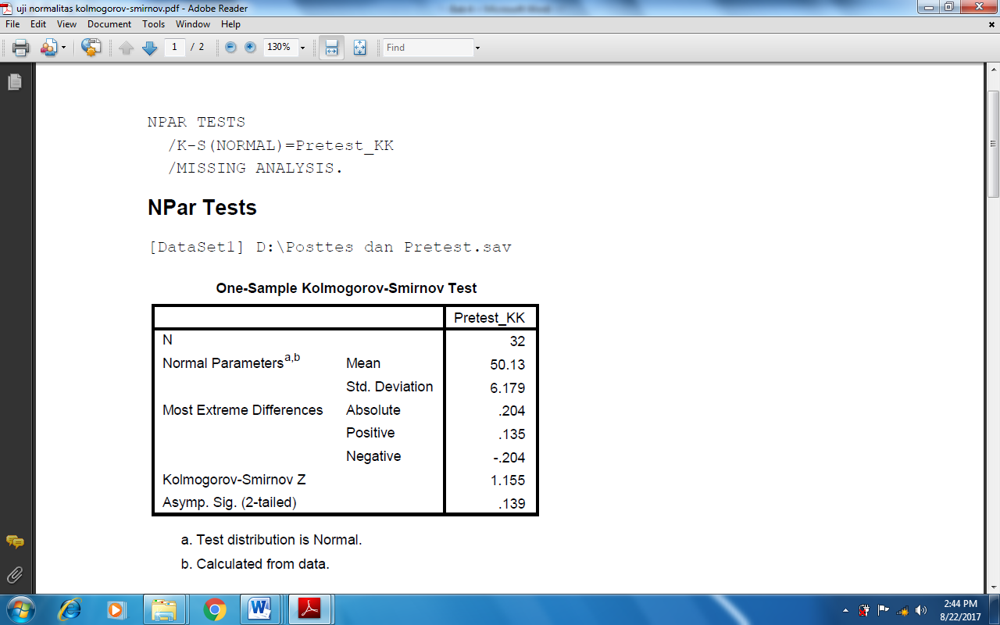 uji normalitas kolmogorov-smirnov.pdf - Adobe Reader
File Edit View Document Tools Window Help
1 / 2 130% Find
NPAR TESTS
/K-S(NORMAL)=Pretest_KK
/MISSING ANALYSIS.
NPar Tests
[DataSet1] D:\Posttes dan Pretest.sav
One-Sample Kolmogorov-Smirnov Test
Pretest_KK
N 32
Normal Parameters a,b Mean 50.13
Std. Deviation 6.179
Most Extreme Differences Absolute .204
Positive .135
Negative -.204
Kolmogorov-Smirnov Z 1.155
Asymp. Sig. (2-tailed) .139
a. Test distribution is Normal.
b. Calculated from data.
2:44 PM
8/22/2017